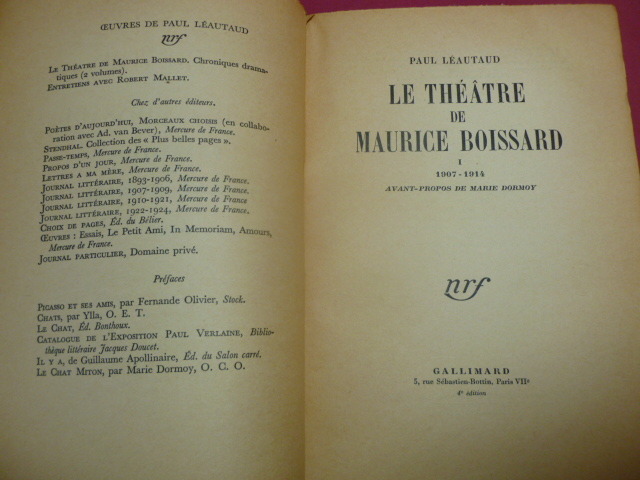 ŒUVRES DE PAUL LÉAUTAUD
nrf
LE THÉATRE DE MAURICE BOISSARD. Chroniques drama-
tiques (2 volumes).
ENTRETIENS AVEC ROBERT MALLET.
Chez d'autres éditeurs.
POÈTES D'AUJOURD'HUI, MORCEAUX CHOISIS (en collabo-
ration avec Ad. van Bever), Mercure de France.
STENDHAL. Collection des « Plus belles pages ».
PASSE-TEMPS, Mercure de France.
PROPOS D'UN JOUR, Mercure de France.
LETTRES A MA MÈRE, Mercure de France.
JOURNAL LITTÉRAIRE, 1893-1906, Mercure de France.
JOURNAL LITTÉRAIRE, 1907-1909, Mercure de France.
JOURNAL LITTÉRAIRE, 1910-1921, Mercure de France
JOURNAL LITTÉRAIRE, 1922-1924, Mercure de France.
CHOIX DE PAGES, Éd. du Bélier.
ŒUVRES : Essais, Le Petit Ami, In Memoriam, Amours,
Mercure de France.
JOURNAL PARTICULIER, Domaine privé.
Préfaces
PICASSO ET SES AMIS, par Fernande Olivier, Stock.
CHATS, par Ylla, O. E. T.
LE CHAT, Éd. Bonthoux.
CATALOGUE DE L'EXPOSITION PAUL VERLAINE, Biblio-
thèque littéraire Jacques Doucet.
IL Y A, de Guillaume Apollinaire, Éd. du Salon carré.
LE CHAT MITON, par Marie Dormoy, O. C. O.
PAUL LÉAUTAUD
LE THÉÂTRE
DE
MAURICE BOISSARD
I
1907-1914
AVANT-PROPOS DE MARIE DORMOY
nrf
GALLIMARD
5, rue Sébastien-Bottin, Paris VIIe
4e édition